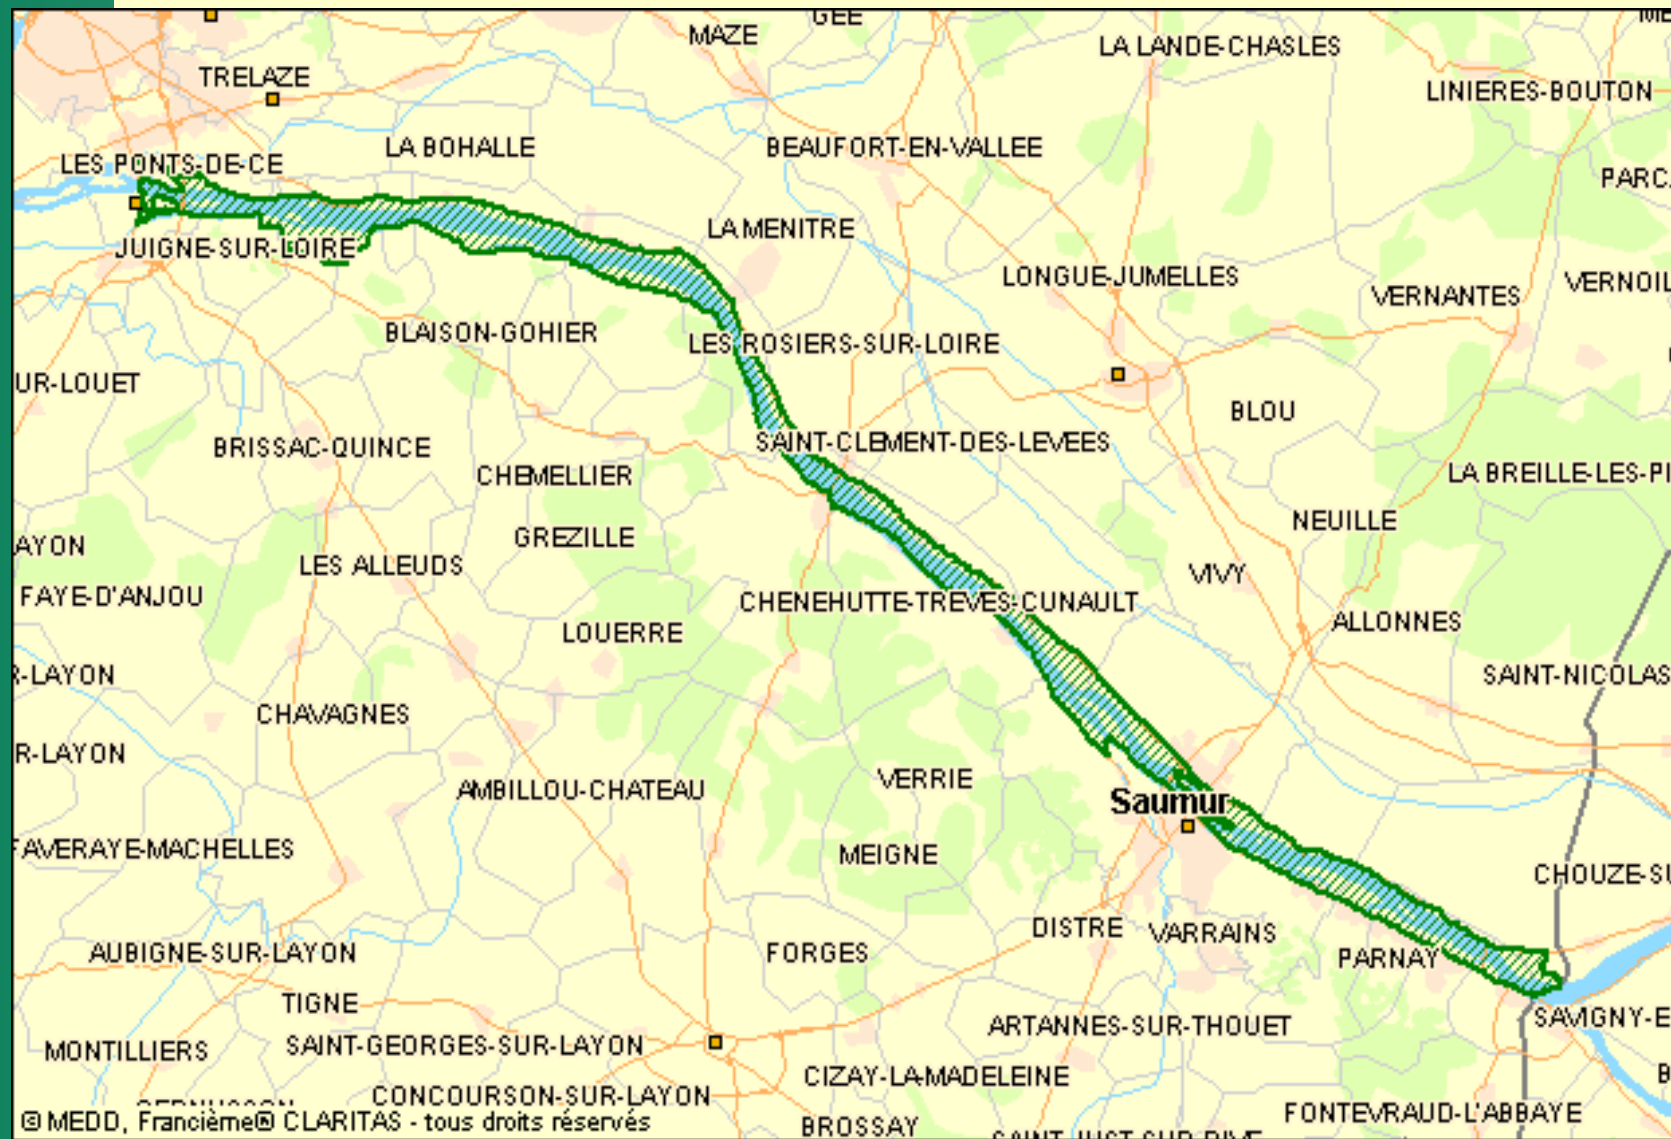 GEE
MAZE
LA LANDE-CHASLES
TRELAZE
LINIERES-BOUTON
LA BOHALLE
BEAUFORT-EN-VALLEE
LES PONTS-DE-CE
PARC
LA MENITRE
JUIGNE-SUR-LOIRE
LONGUE-JUMELLES
VERNOIL
VERNANTES
BLAISON-GOHIER
LES ROSIERS-SUR-LOIRE
UR-LOUET
BLOU
SAINT-CLEMENT-DES-LEVEES
BRISSAC-QUINCE
CHEMELLIER
LA BREILLE-LES-PI
NEUILLE
GREZILLE
AYON
LES ALLEUDS
VIVY
FAYE-D'ANJOU
CHENEHUTTE-TREVES-CUNAULT
ALLONNES
LOUERRE
R-LAYON
SAINT-NICOLAS
CHAVAGNES
R-LAYON
VERRIE
AMBILLOU-CHATEAU
Saumur
FAVERAYE-MACHELLES
MEIGNE
CHOUZE-SU
DISTRE
VARRAINS
AUBIGNE-SUR-LAYON
FORGES
PARNAY
TIGNE
SAVIGNY-E
ARTANNES-SUR-THOUET
SAINT-GEORGES-SUR-LAYON
MONTILLIERS
CIZAY-LA-MADELEINE
B
CONCOURSON-SUR-LAYON
FONTEVRAUD-L'ABBAYE
© MEDD, Francième® CLARITAS - tous droits réservés
BROSSAY